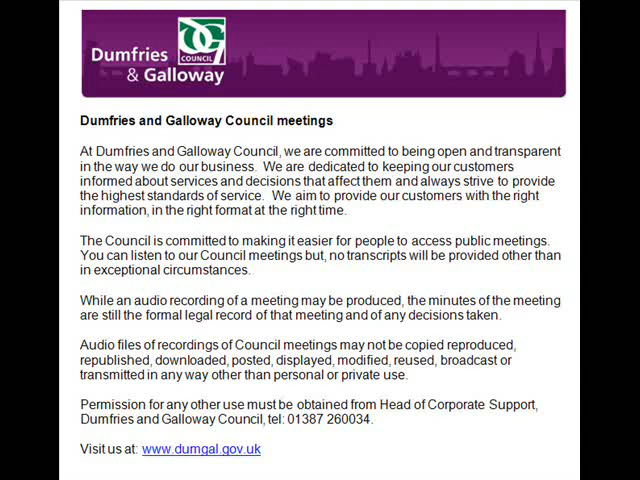 Dumfries
& Galloway
COUNCIL
Dumfries and Galloway Council meetings
At Dumfries and Galloway Council, we are committed to being open and transparent
in the way we do our business. We are dedicated to keeping our customers
informed about services and decisions that affect them and always strive to provide
the highest standards of service. We aim to provide our customers with the right
information, in the right format at the right time.
The Council is committed to making it easier for people to access public meetings.
You can listen to our Council meetings but, no transcripts will be provided other than
in exceptional circumstances.
While an audio recording of a meeting may be produced, the minutes of the meeting
are still the formal legal record of that meeting and of any decisions taken.
Audio files of recordings of Council meetings may not be copied reproduced,
republished, downloaded, posted, displayed, modified, reused, broadcast or
transmitted in any way other than personal or private use.
Permission for any other use must be obtained from Head of Corporate Support,
Dumfries and Galloway Council, tel: 01387 260034.
Visit us at: www.dumgal.gov.uk